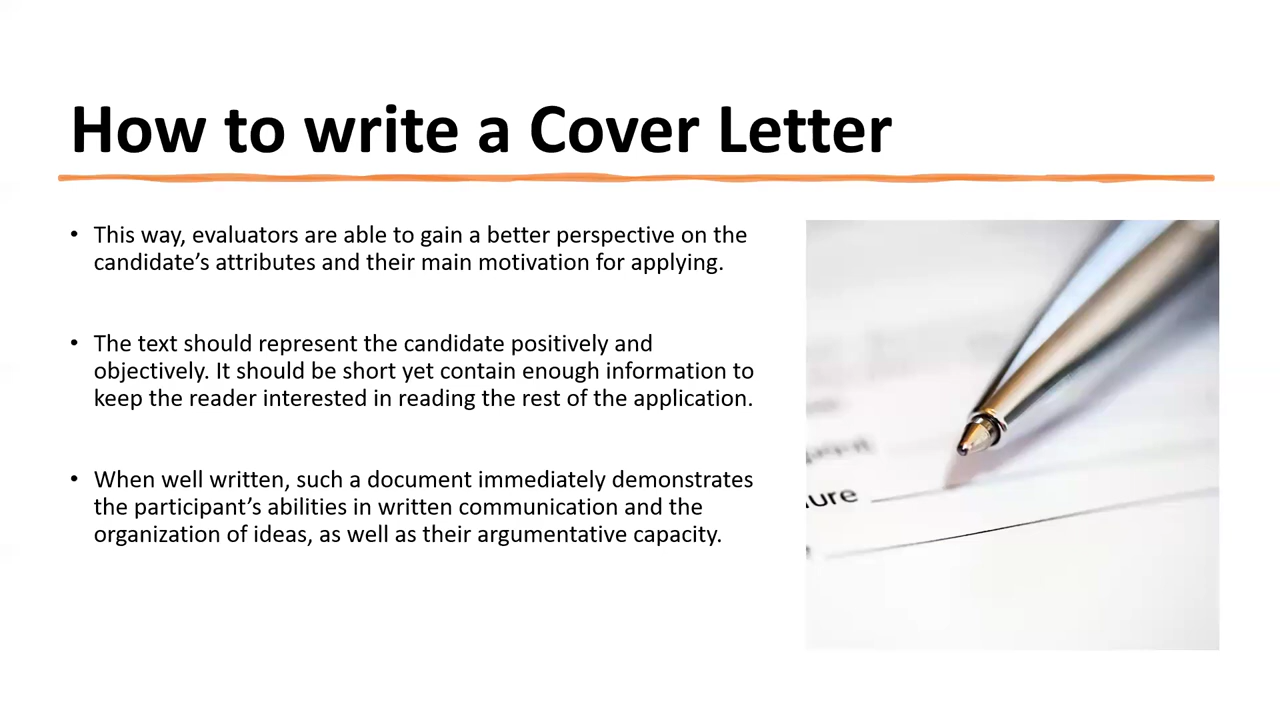 How to write a Cover Letter
• This way, evaluators are able to gain a better perspective on the
candidate’s attributes and their main motivation for applying.
• The text should represent the candidate positively and
objectively. It should be short yet contain enough information to
keep the reader interested in reading the rest of the application.
• When well written, such a document immediately demonstrates
the participant’s abilities in written communication and the
organization of ideas, as well as their argumentative capacity.